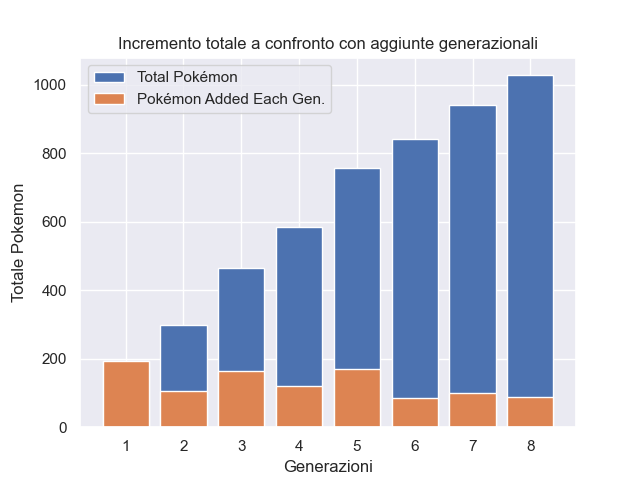 Incremento totale a confronto con aggiunte generazionali
Total Pokémon
Pokémon Added Each Gen.
1000
800
600
400
200
0
Totale Pokemon
1 2 3 4 5 6 7 8
Generazioni